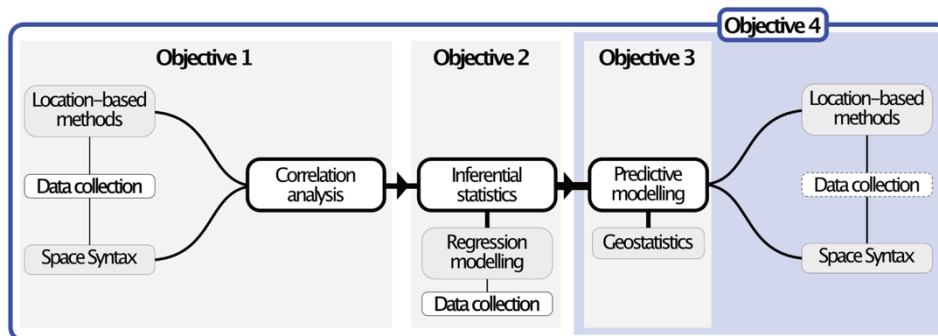 Objective 4
Objective 1
Objective 2
Objective 3
Location–based
methods
Data collection
Space Syntax
Correlation
analysis
Inferential
statistics
Regression
modelling
Data collection
Predictive
modelling
Geostatistics
Location–based
methods
Data collection
Space Syntax